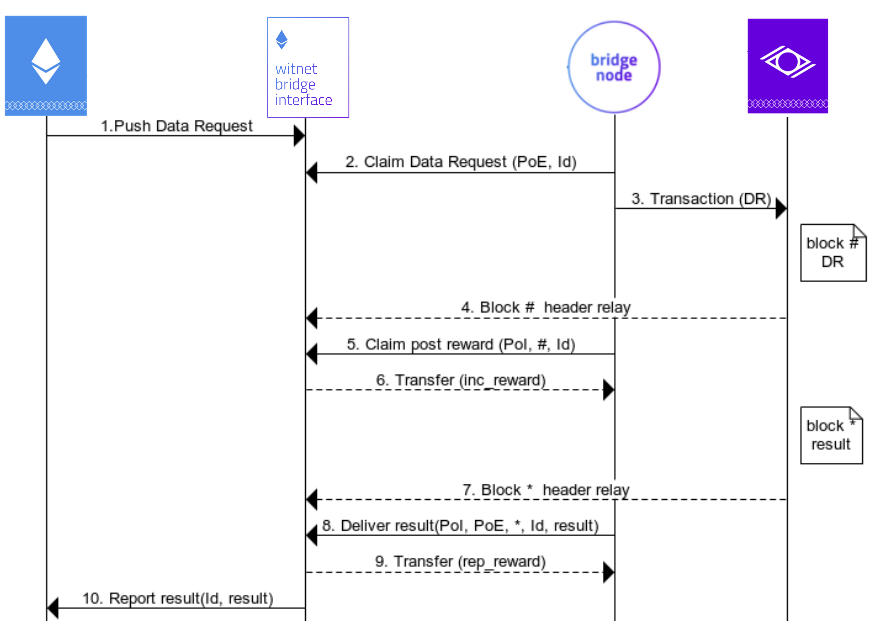 witnet
bridge
interface
bridge
node
1.Push Data Request
2. Claim Data Request (PoE, Id)
3. Transaction (DR)
block #
DR
4. Block #  header relay
5. Claim post reward (PoI, #, Id)
6. Transfer (inc_reward)
block *
result
7. Block *  header relay
8. Deliver result(PoI, PoE, *, Id, result)
9. Transfer (rep_reward)
10. Report result(Id, result)